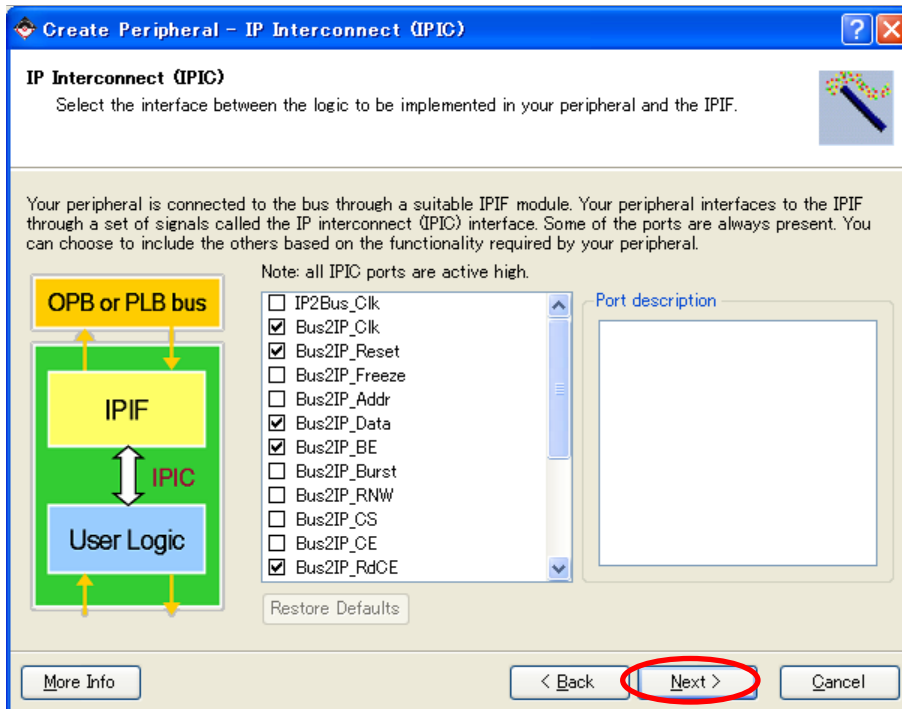 Create Peripheral - IP Interconnect (IPIC)
IP Interconnect (IPIC)
Select the interface between the logic to be implemented in your peripheral and the IPIF.
Your peripheral is connected to the bus through a suitable IPIF module. Your peripheral interfaces to the IPIF
through a set of signals called the IP interconnect (IPIC) interface. Some of the ports are always present. You
can choose to include the others based on the functionality required by your peripheral.
Note: all IPIC ports are active high.
OPB or PLB bus
IPIF
IPIC
User Logic
IP2Bus_Clk
Bus2IP_Clk
Bus2IP_Reset
Bus2IP_Freeze
Bus2IP_Addr
Bus2IP_Data
Bus2IP_BE
Bus2IP_Burst
Bus2IP_RNW
Bus2IP_CS
Bus2IP_CE
Bus2IP_RdCE
Port description
Restore Defaults
More Info
< Back
Next >
Cancel